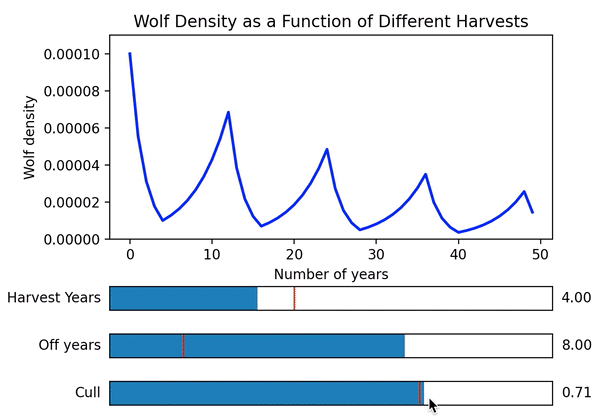 Wolf Density as a Function of Different Harvests
Wolf density
0.00010
0.00008
0.00006
0.00004
0.00002
0.00000
0 10 20 30 40 50
Number of years
Harvest Years 4.00
Off years 8.00
Cull 0.71